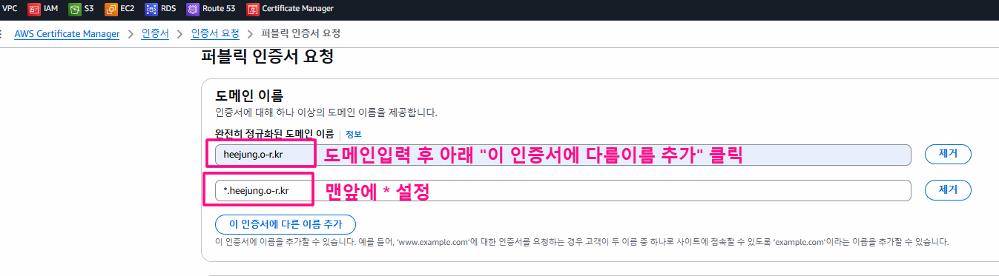 VPC IAM S3 EC2 RDS Route 53 Certificate Manager
AWS Certificate Manager > 인증서 > 인증서 요청 > 퍼블릭 인증서 요청
퍼블릭 인증서 요청
도메인 이름
인증서에 대해 하나 이상의 도메인 이름을 제공합니다.
완전히 정규화된 도메인 이름 | 정보
heejung.o-r.kr 도메인입력 후 아래 "이 인증서에 다름이름 추가" 클릭 제거
*.heejung.o-r.kr 맨앞에 * 설정 제거
이 인증서에 다른 이름 추가
이 인증서에 이름을 추가할 수 있습니다. 예를 들어, 'www.example.com'에 대한 인증서를 요청하는 경우 고객이 두 이름 중 하나로 사이트에 접속할 수 있도록 'example.com'이라는 이름을 추가할 수 있습니다.